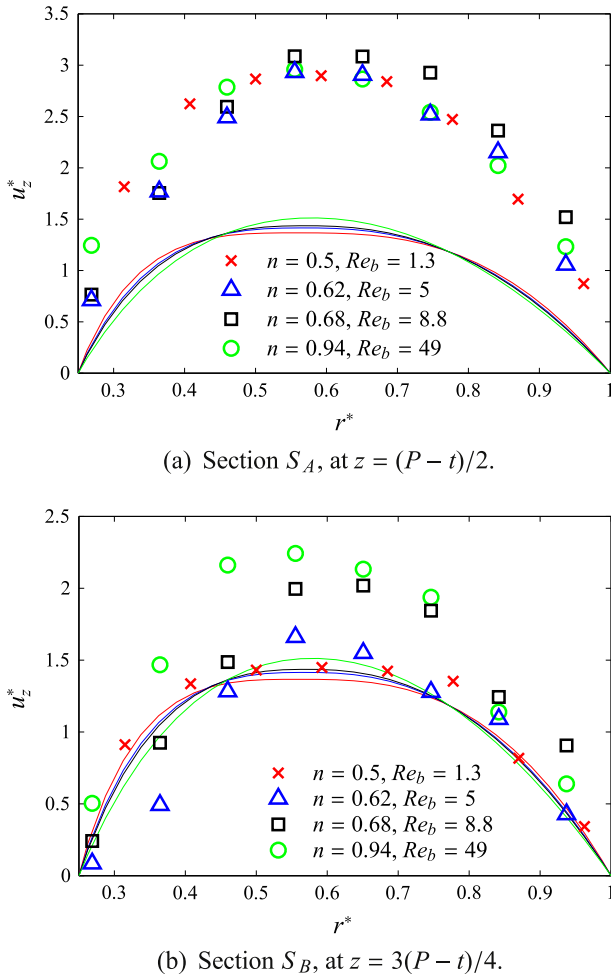 3.5
3
2.5
2
1.5
1
0.5
0
u*z
n = 0.5, Reb = 1.3
n = 0.62, Reb = 5
n = 0.68, Reb = 8.8
n = 0.94, Reb = 49
0.3 0.4 0.5 0.6 0.7 0.8 0.9 1
r*
(a) Section SA, at z = (P − t)/2.
2.5
2
1.5
1
0.5
0
u*z
n = 0.5, Reb = 1.3
n = 0.62, Reb = 5
n = 0.68, Reb = 8.8
n = 0.94, Reb = 49
0.3 0.4 0.5 0.6 0.7 0.8 0.9 1
r*
(b) Section SB, at z = 3(P − t)/4.